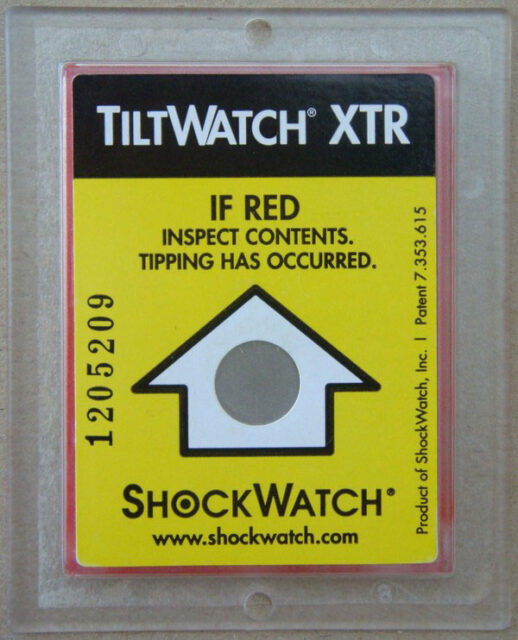 TILTWATCH® XTR
IF RED
INSPECT CONTENTS.
TIPPING HAS OCCURRED.
1205209
Product of ShockWatch, Inc. | Patent 7.353.615
SHOCKWATCH®
www.shockwatch.com